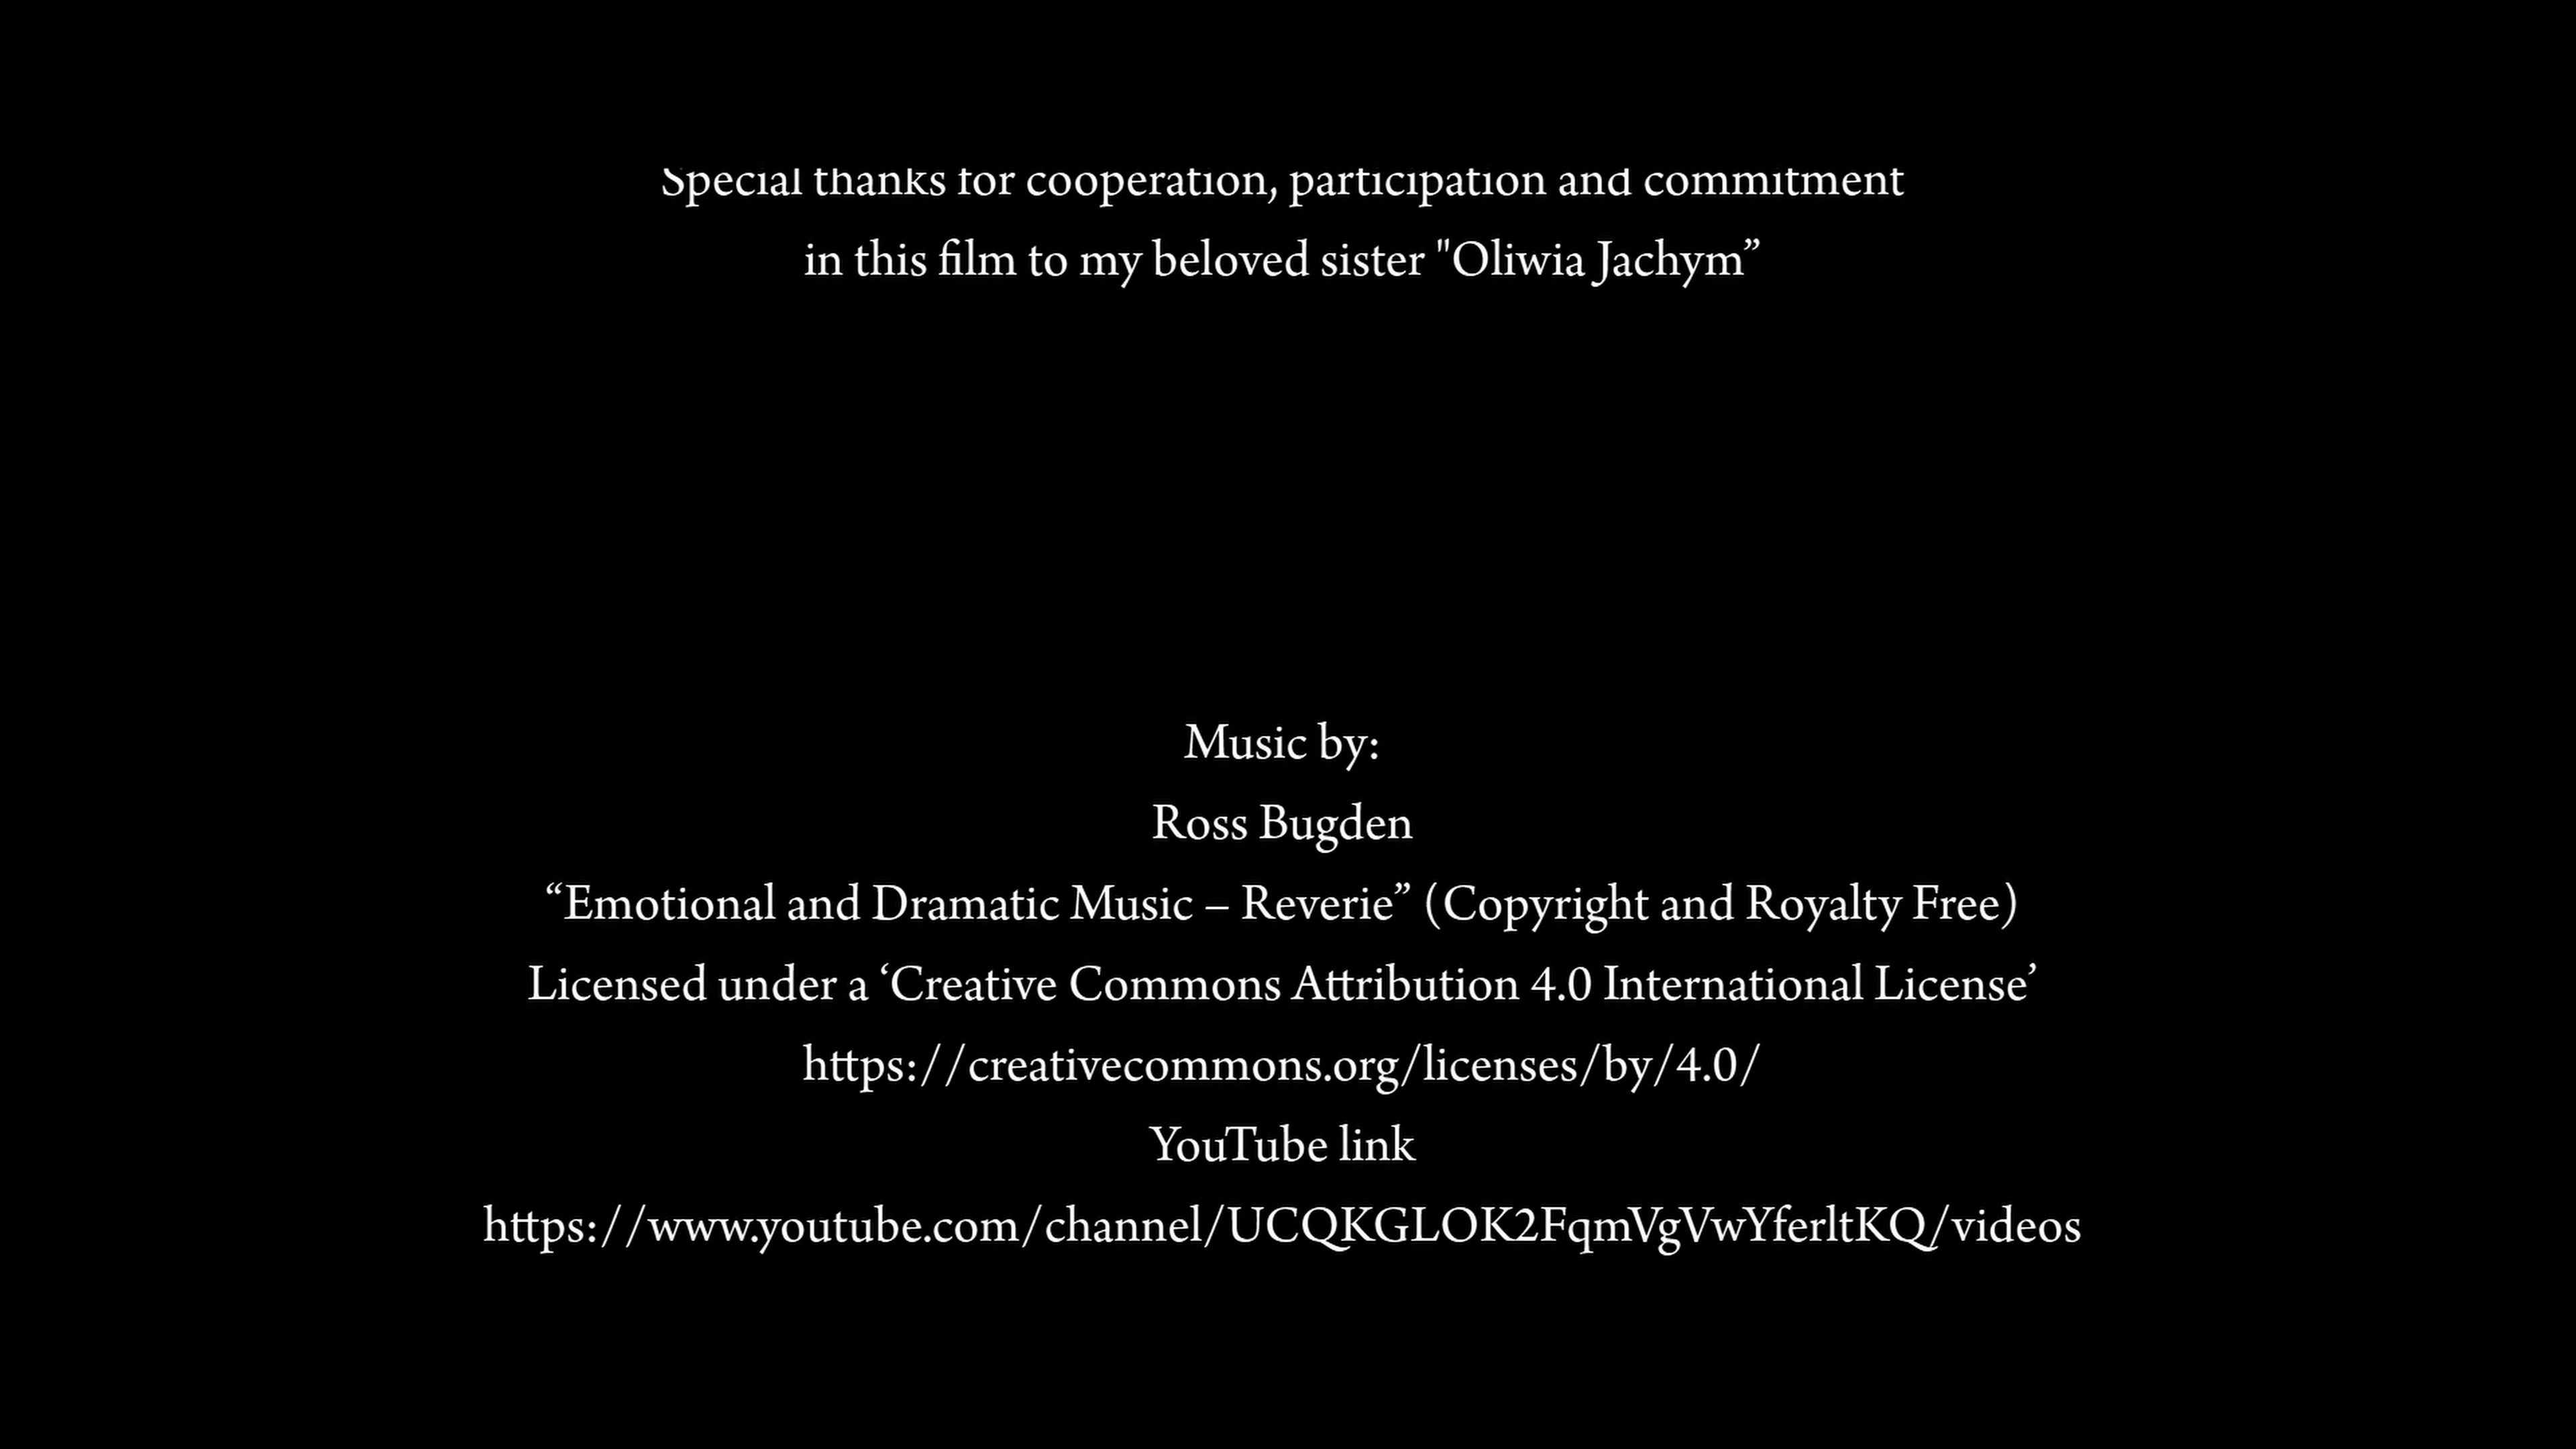 Special thanks for cooperation, participation and commitment
in this film to my beloved sister "Oliwia Jachym”
Music by:
Ross Bugden
“Emotional and Dramatic Music – Reverie” (Copyright and Royalty Free)
Licensed under a ‘Creative Commons Attribution 4.0 International License’
https://creativecommons.org/licenses/by/4.0/
YouTube link
https://www.youtube.com/channel/UCQKGLOK2FqmVgVwYferltKQ/videos